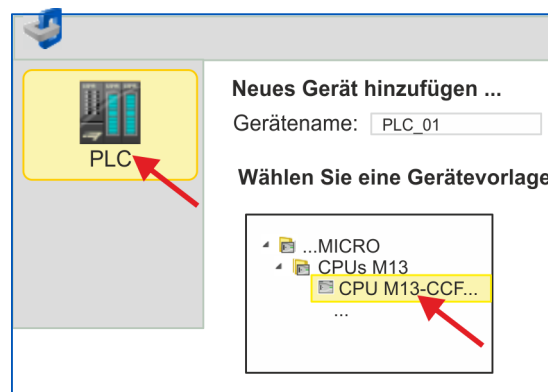 PLC
Neues Gerät hinzufügen ...
Gerätename: PLC_01
Wählen Sie eine Gerätevorlage
...MICRO
CPUs M13
CPU M13-CCF...
...